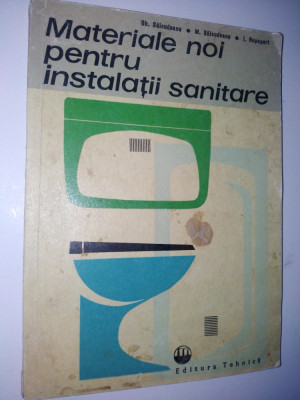 Materiale noi
pentru
instalații sanitare
Editura Tehnică